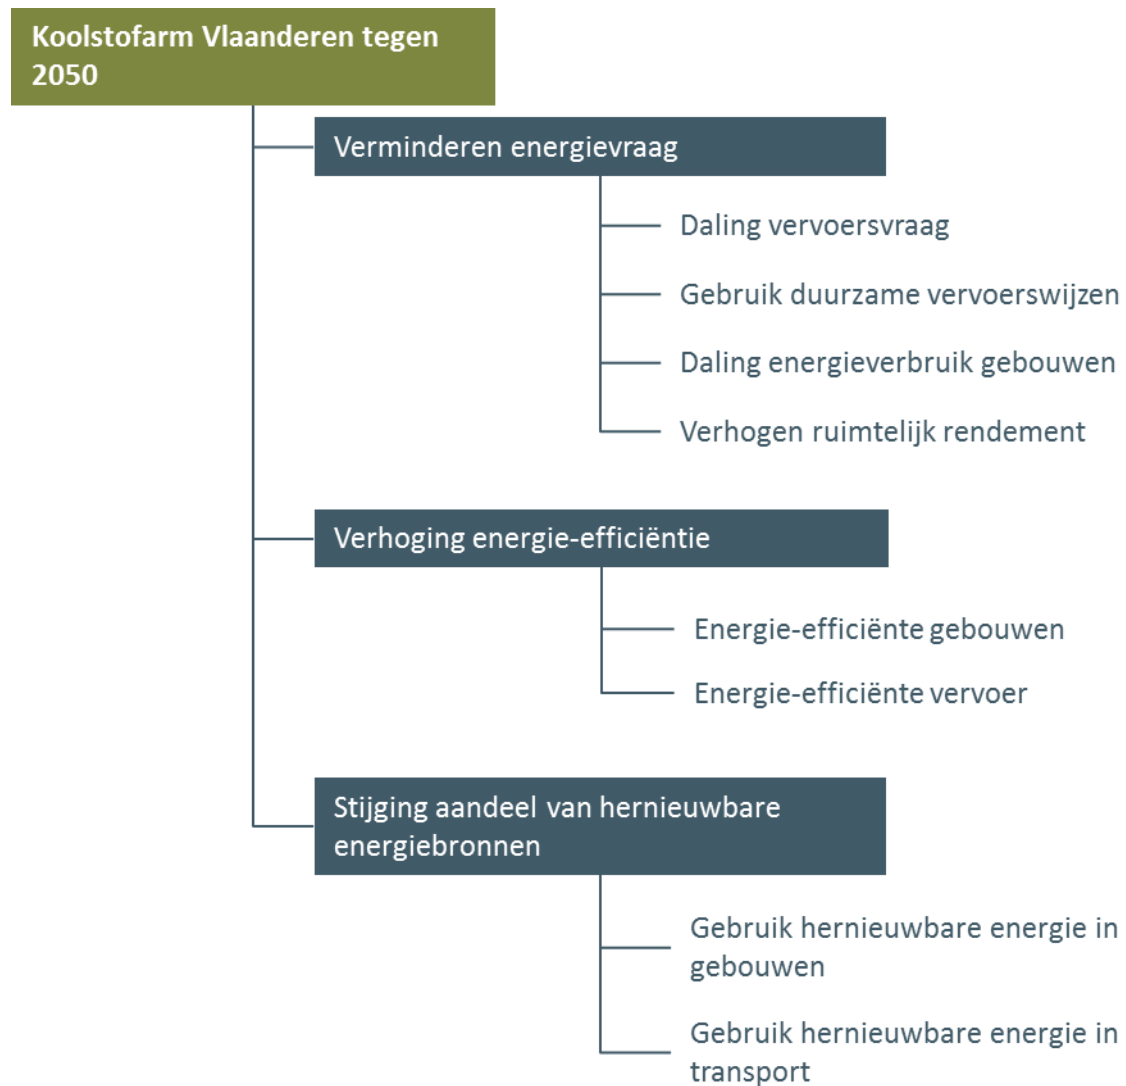 Koolstofarm Vlaanderen tegen
2050
Verminderen energievraag
Daling vervoersvraag
Gebruik duurzame vervoerswijzen
Daling energieverbruik gebouwen
Verhogen ruimtelijk rendement
Verhoging energie-efficiëntie
Energie-efficiënte gebouwen
Energie-efficiënte vervoer
Stijging aandeel van hernieuwbare
energiebronnen
Gebruik hernieuwbare energie in
gebouwen
Gebruik hernieuwbare energie in
transport